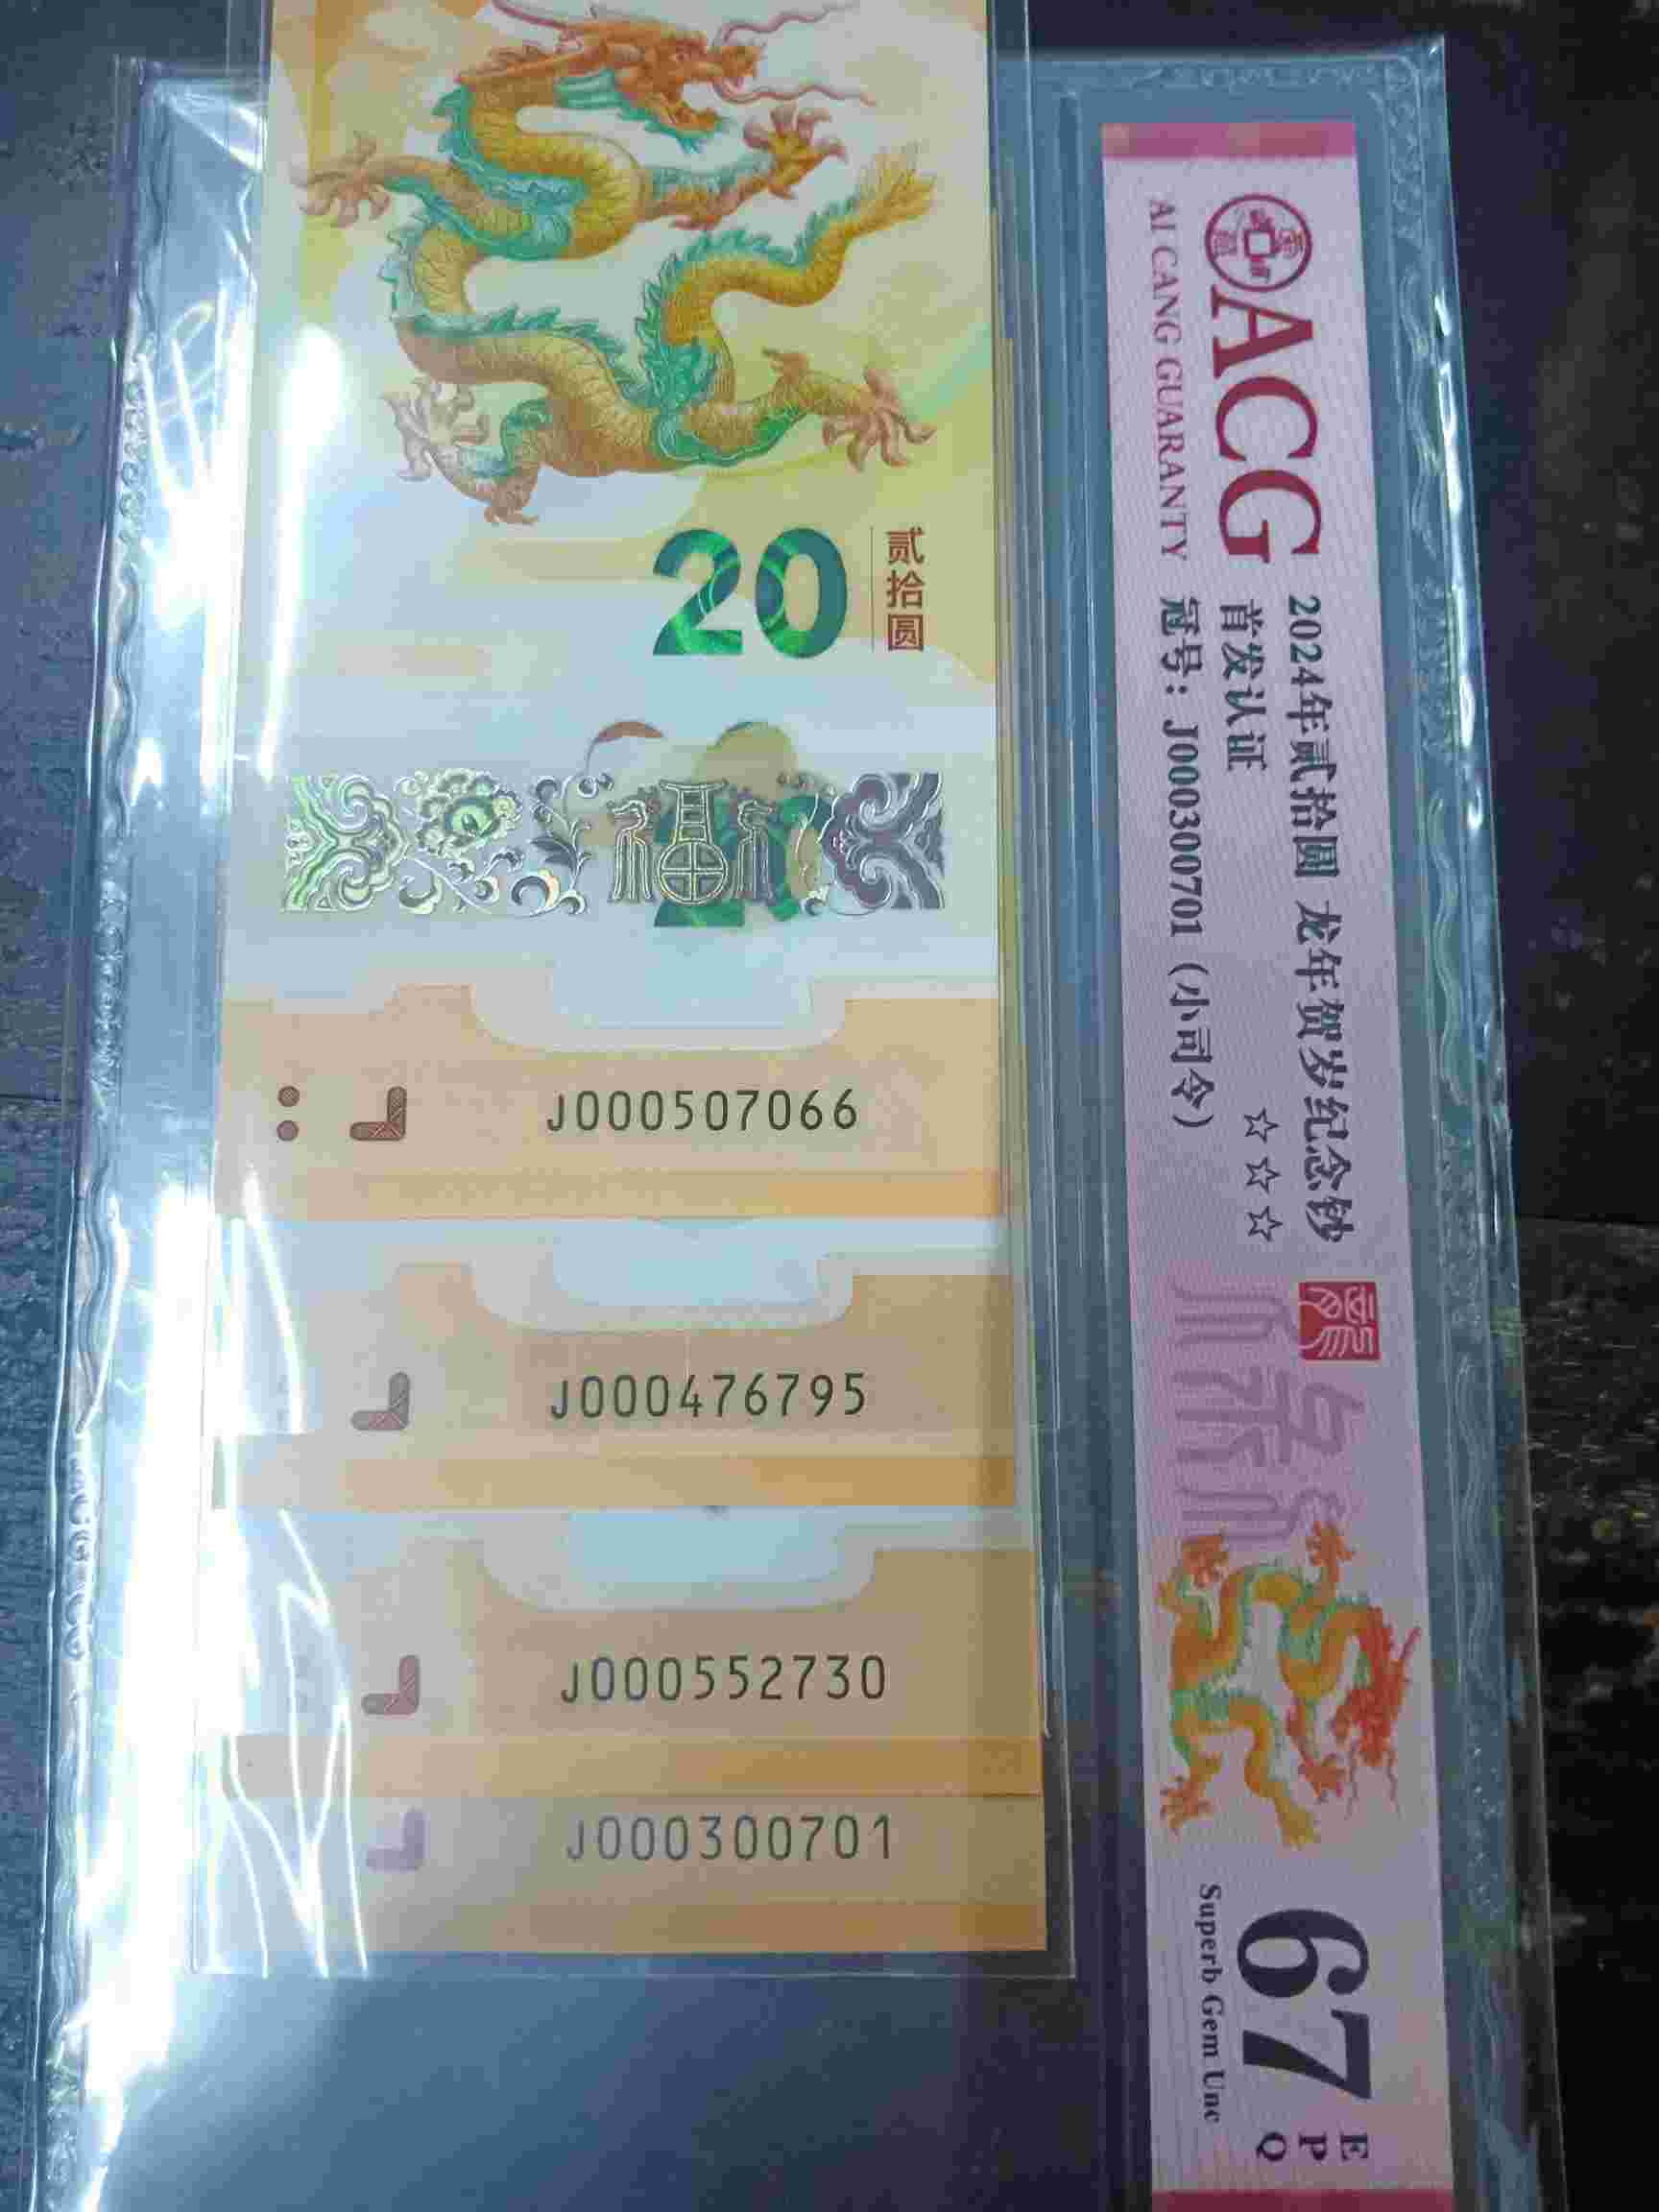 20
贰拾圆
福
J000507066
J000476795
J000552730
J000300701
ACG
AI CANG GUARANTY
2024年贰拾圆 龙年贺岁纪念钞
首发认证 ☆ ☆ ☆
冠号：J000300701（小司令）
67
EPQ
Superb Gem Unc